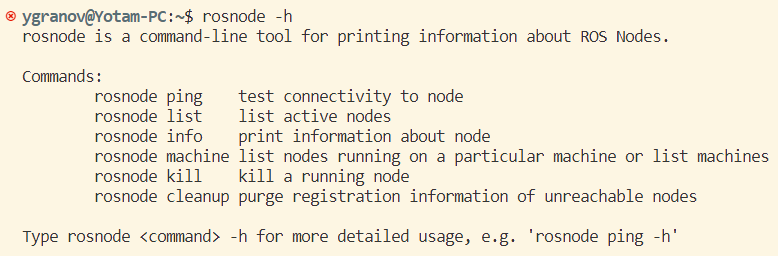 ygranov@Yotam-PC:~$ rosnode -h
rosnode is a command-line tool for printing information about ROS Nodes.

Commands:
        rosnode ping    test connectivity to node
        rosnode list    list active nodes
        rosnode info    print information about node
        rosnode machine list nodes running on a particular machine or list machines
        rosnode kill    kill a running node
        rosnode cleanup purge registration information of unreachable nodes

Type rosnode <command> -h for more detailed usage, e.g. 'rosnode ping -h'